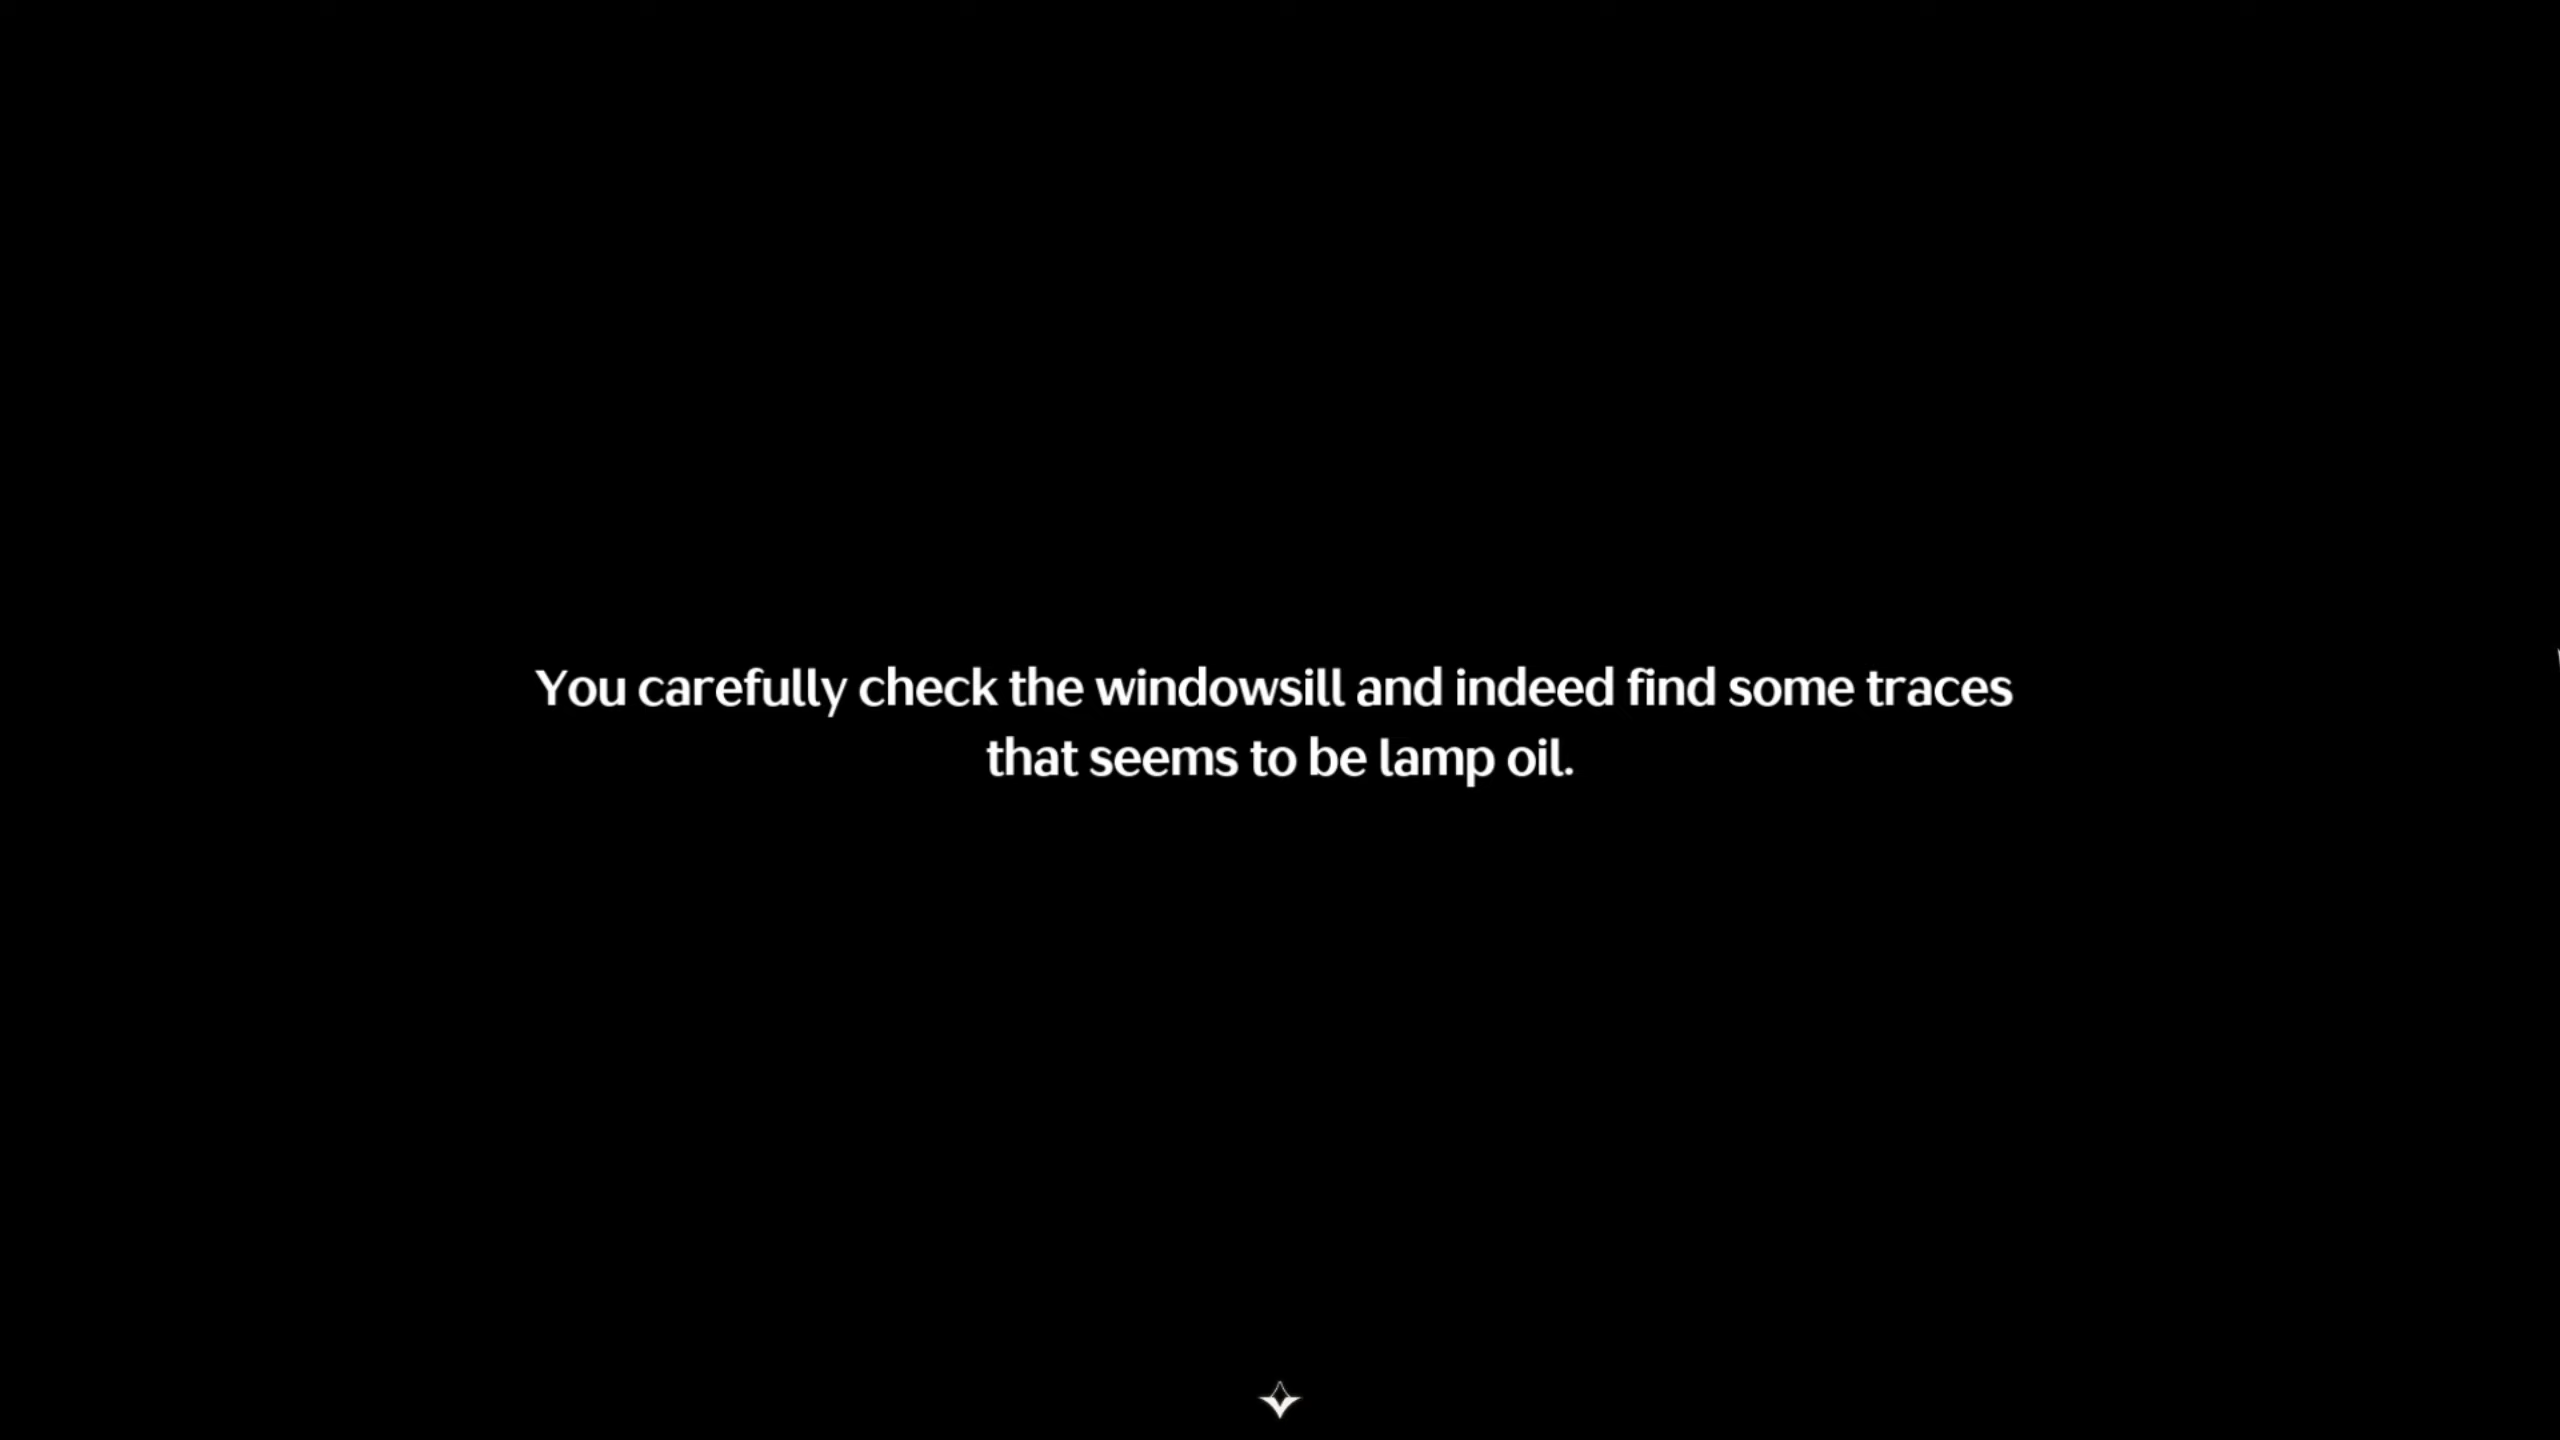 You carefully check the windowsill and indeed find some traces
that seems to be lamp oil.